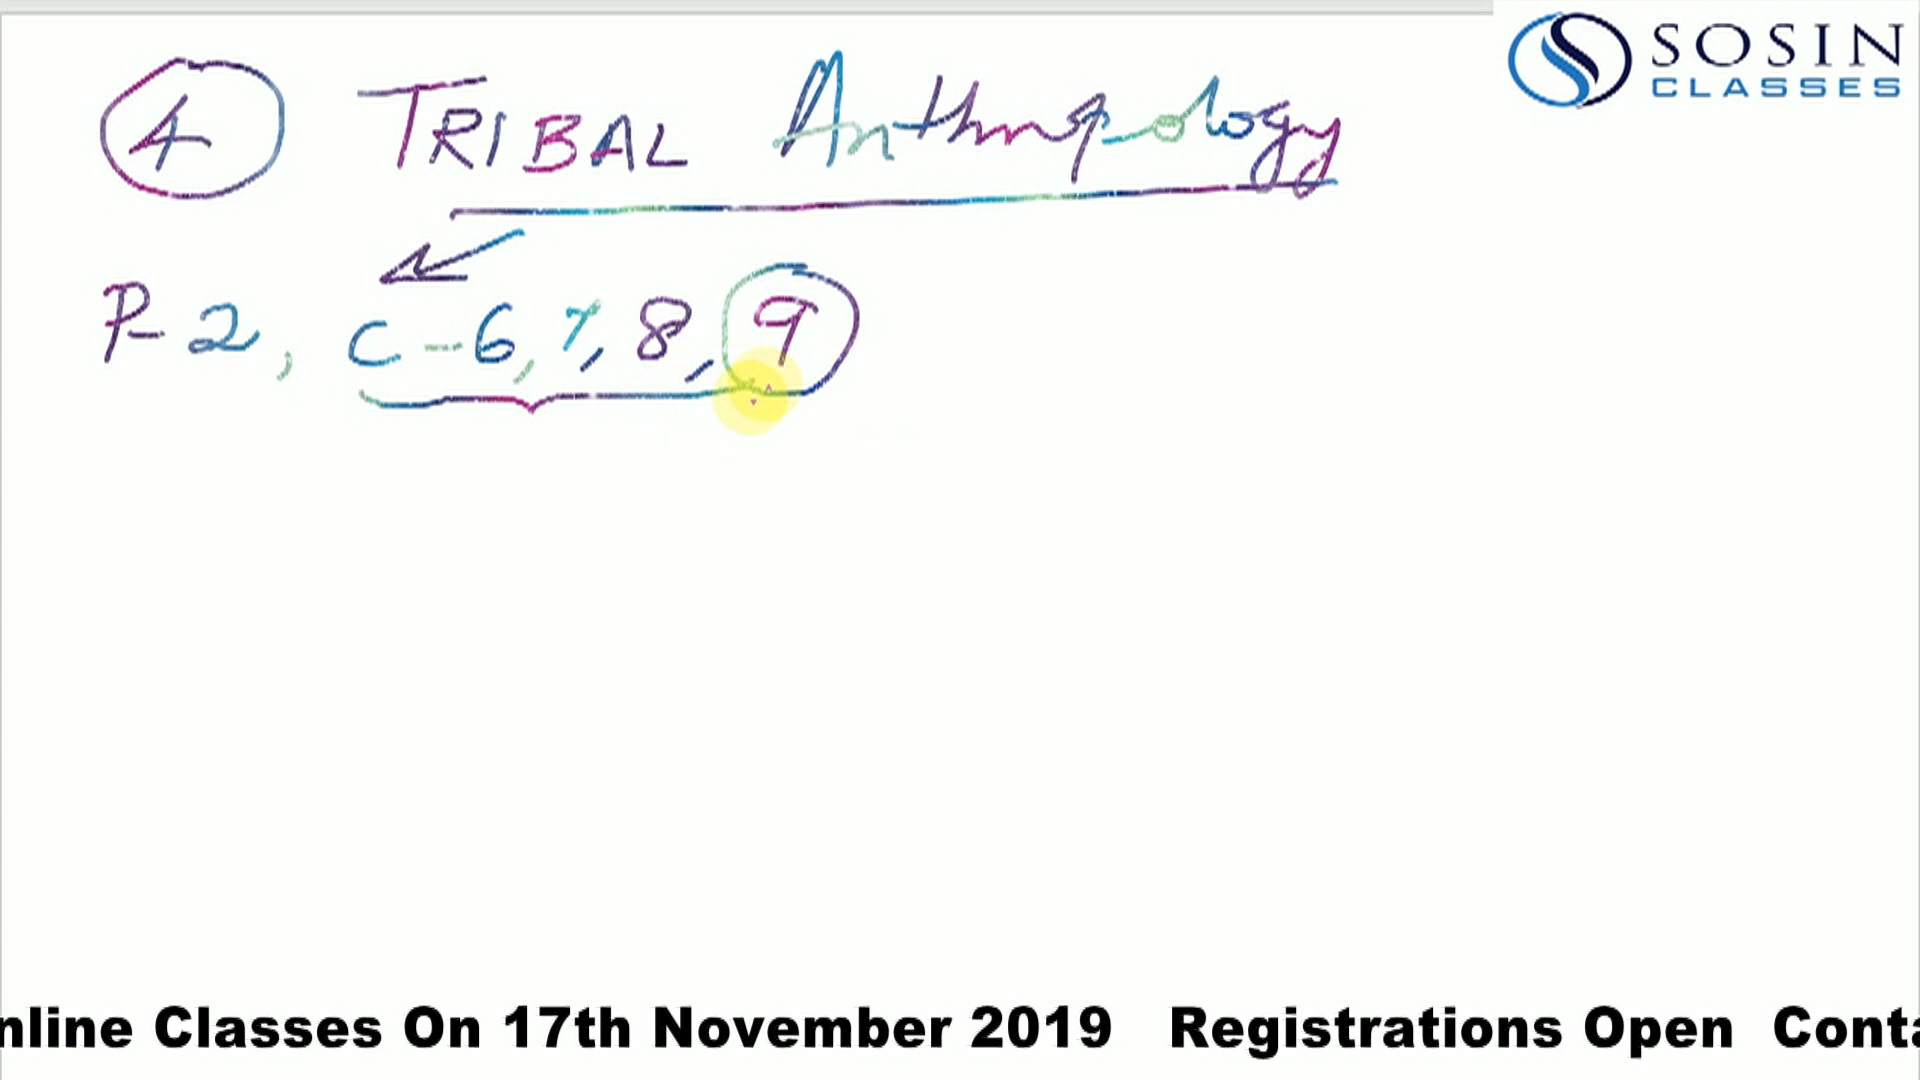 SOSIN
CLASSES
4 TRIBAL Anthropology
P-2, C-6, 7, 8, 9
nline Classes On 17th November 2019 Registrations Open Conta